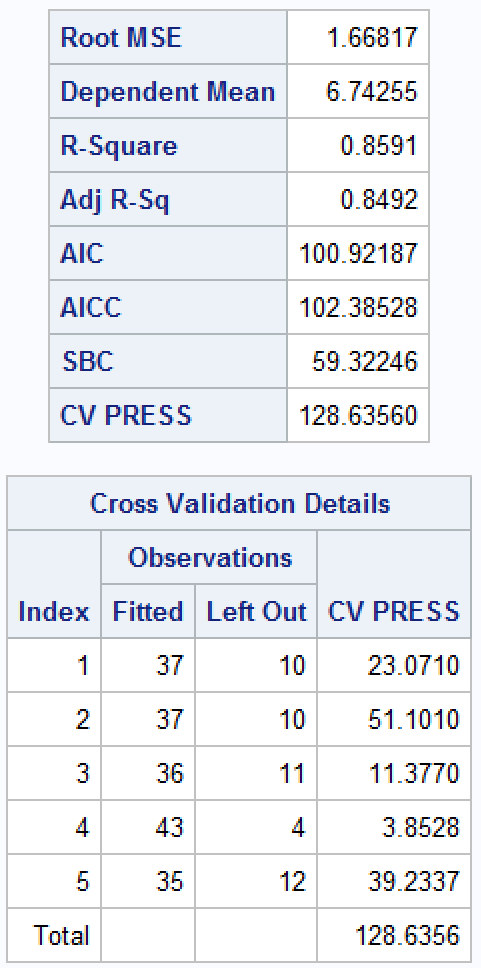 Root MSE 1.66817
Dependent Mean 6.74255
R-Square 0.8591
Adj R-Sq 0.8492
AIC 100.92187
AICC 102.38528
SBC 59.32246
CV PRESS 128.63560
Cross Validation Details
Observations
Index Fitted Left Out CV PRESS
1 37 10 23.0710
2 37 10 51.1010
3 36 11 11.3770
4 43 4 3.8528
5 35 12 39.2337
Total 128.6356